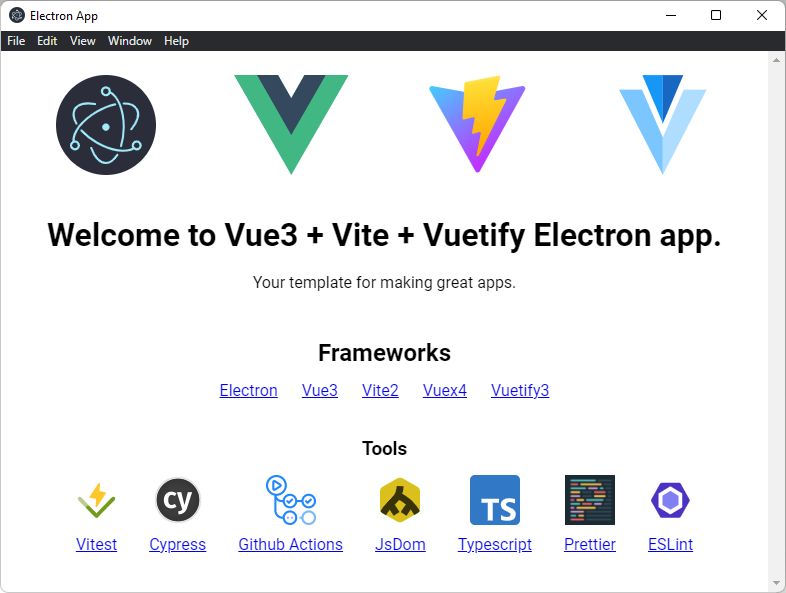 Electron App
File Edit View Window Help
Welcome to Vue3 + Vite + Vuetify Electron app.
Your template for making great apps.
Frameworks
Electron Vue3 Vite2 Vuex4 Vuetify3
Tools
cy TS
Vitest Cypress Github Actions JsDom Typescript Prettier ESLint